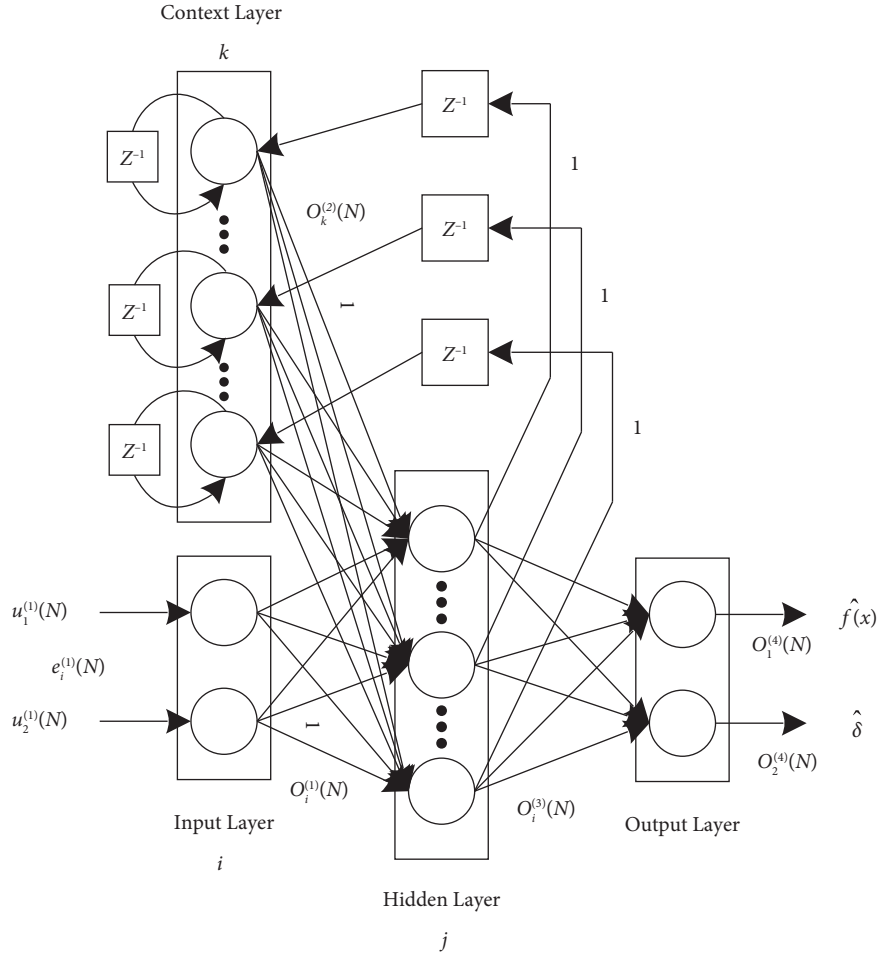 Context Layer
k
Z⁻¹
Z⁻¹
1
O_k^(2)(N)
Z⁻¹
Z⁻¹
1
1
Z⁻¹
Z⁻¹
1
Z⁻¹
u_1^(1)(N)
e_i^(1)(N)
u_2^(1)(N)
1
O_i^(1)(N)
O_i^(3)(N)
O_1^(4)(N)
f̂(x)
O_2^(4)(N)
δ̂
Input Layer
i
Output Layer
Hidden Layer
j